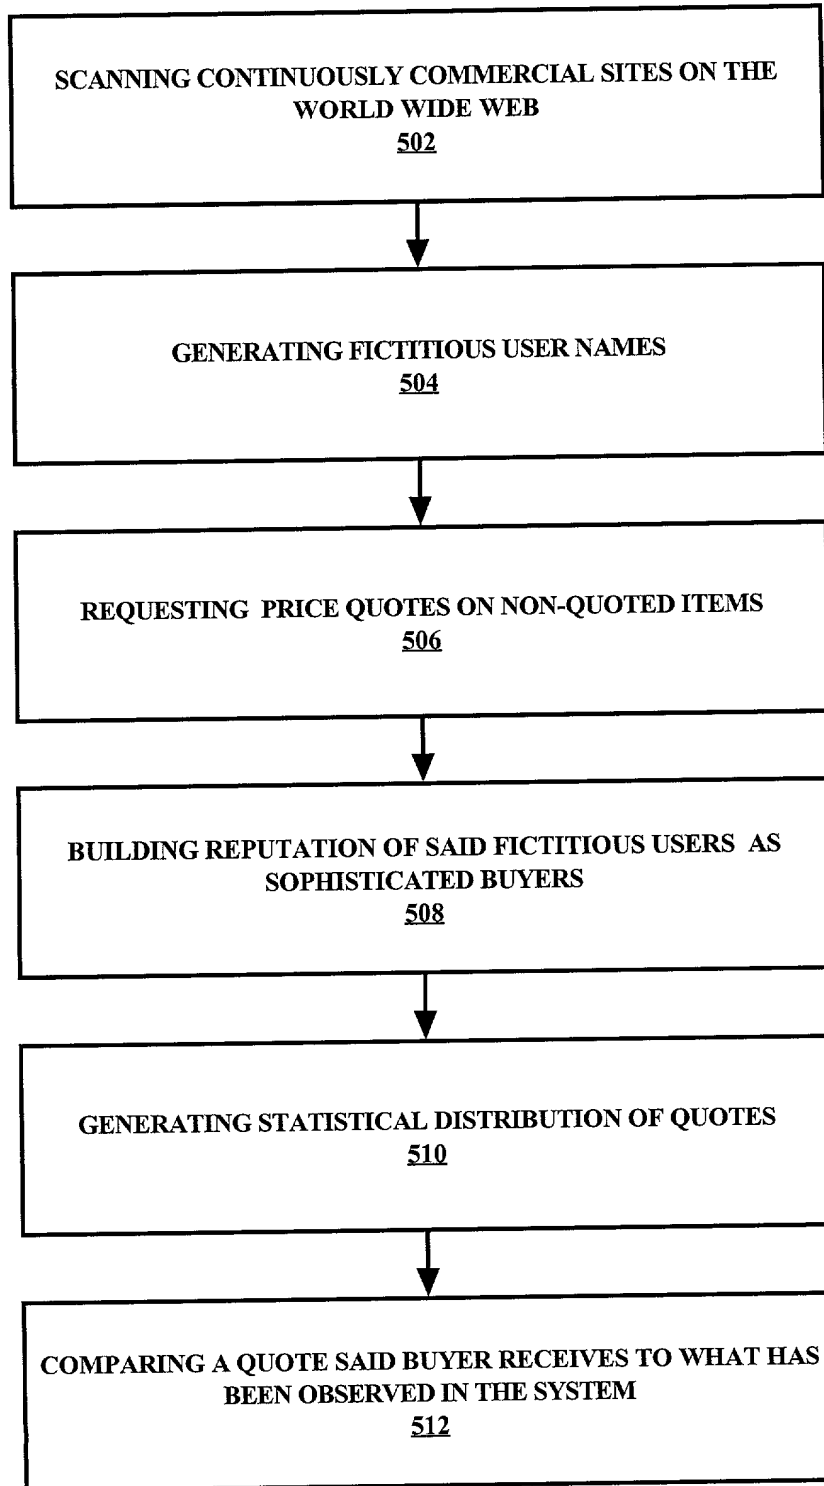 SCANNING CONTINUOUSLY COMMERCIAL SITES ON THE
WORLD WIDE WEB
502
GENERATING FICTITIOUS USER NAMES
504
REQUESTING PRICE QUOTES ON NON-QUOTED ITEMS
506
BUILDING REPUTATION OF SAID FICTITIOUS USERS AS
SOPHISTICATED BUYERS
508
GENERATING STATISTICAL DISTRIBUTION OF QUOTES
510
COMPARING A QUOTE SAID BUYER RECEIVES TO WHAT HAS
BEEN OBSERVED IN THE SYSTEM
512